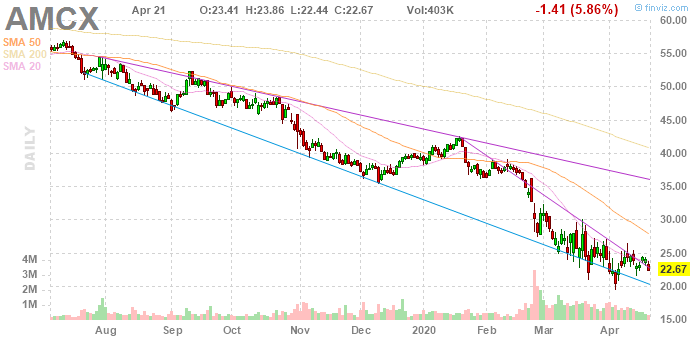 AMCX Apr 21 O:23.41 H:23.86 L:22.44 C:22.67 Vol:403K -1.41 (5.86%) © finviz.com
SMA 50
SMA 200
SMA 20
DAILY
60.00
55.00
50.00
45.00
40.00
35.00
30.00
25.00
22.67
20.00
15.00
4M
3M
2M
1M
Aug Sep Oct Nov Dec 2020 Feb Mar Apr